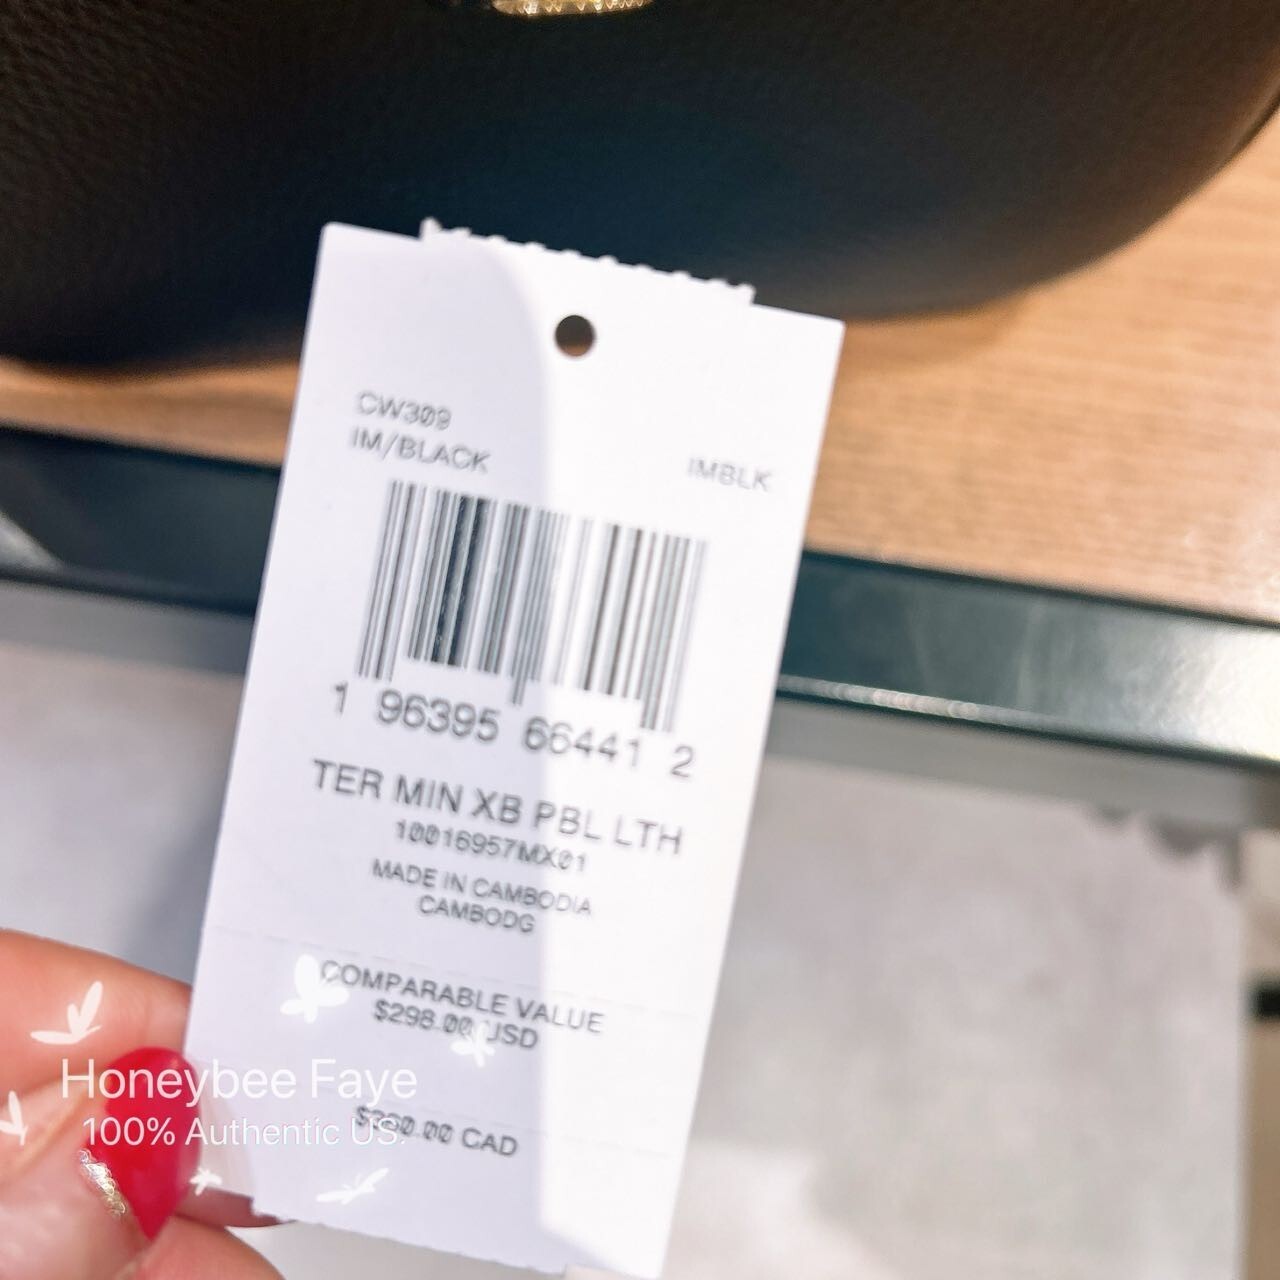 CW309
IM/BLACK
IMBLK
1 96395 66441 2
TER MIN XB PBL LTH
10016957MX01
MADE IN CAMBODIA
CAMBODG
COMPARABLE VALUE
$298.00 USD
Honeybee Faye
100% Authentic US.
CAD